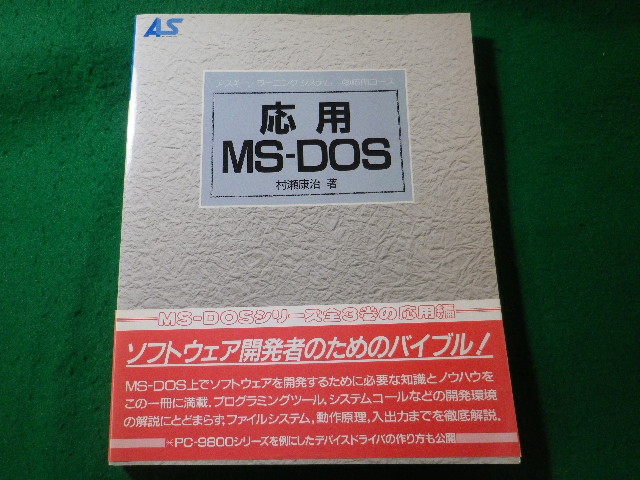 AS
アスキー ラーニング システム 応用コース
応用
MS-DOS
村瀬康治 著
MS-DOSシリーズ全3巻の応用編
ソフトウェア開発者のためのバイブル!
MS-DOS上でソフトウェアを開発するために必要な知識とノウハウを
この一冊に満載。プログラミングツール、システムコールなどの開発環境
の解説にとどまらず、ファイルシステム、動作原理、入出力までを徹底解説。
*PC-9800シリーズを例にしたデバイスドライバの作り方も公開